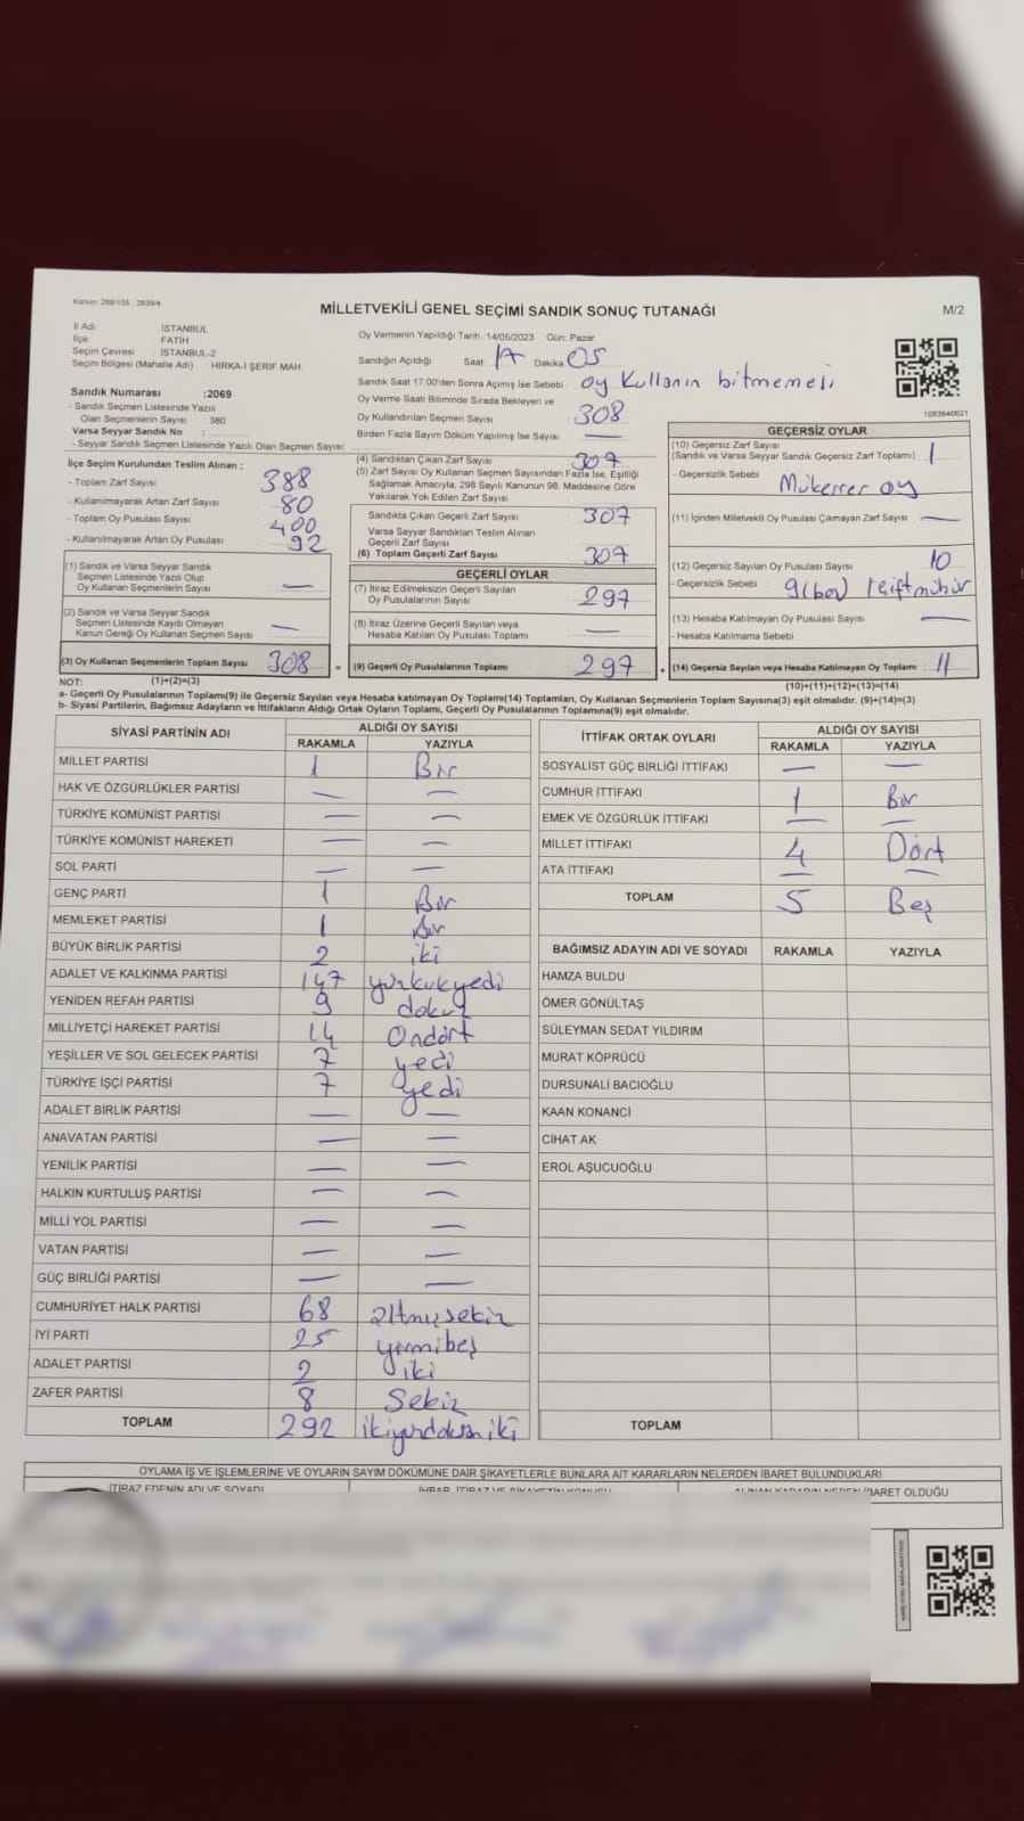 MİLLETVEKİLİ GENEL SEÇİMİ SANDIK SONUÇ TUTANAĞI
M/2
İl Adı İSTANBUL
İlçe FATİH
Seçim Çevresi İSTANBUL-2
Seçim Bölgesi (Mahalle Adı) HIRKA-İ ŞERİF MAH.
Sandık Numarası :2069
- Sandık Seçmen Listesinde Yazılı
Olan Seçmenlerin Sayısı 380
Varsa Seyyar Sandık No :
- Seyyar Sandık Seçmen Listesinde Yazılı Olan Seçmen Sayısı:
İlçe Seçim Kurulundan Teslim Alınan :
- Toplam Zarf Sayısı 388
- Kullanılmayarak Artan Zarf Sayısı 80
- Toplam Oy Pusulası Sayısı 400
- Kullanılmayarak Artan Oy Pusulası 92
(1) Sandık ve Varsa Seyyar Sandık
Seçmen Listesinde Yazılı Olup
Oy Kullanan Seçmenlerin Sayısı —
(2) Sandık ve Varsa Seyyar Sandık
Seçmen Listesinde Kayıtlı Olmayan
Kanun Gereği Oy Kullanan Seçmen Sayısı —
(3) Oy Kullanan Seçmenlerin Toplam Sayısı 308
Oy Vermenin Yapıldığı Tarih: 14/05/2023 Gün: Pazar
Sandığın Açıldığı Saat 17 Dakika 05
Sandık Saat 17.00'den Sonra Açılmış İse Sebebi oy kullanın bitmemesi
Oy Verme Saati Bitiminde Sırada Bekleyen ve
Oy Kullandırılan Seçmen Sayısı 308
Birden Fazla Sayım Döküm Yapılmış İse Sayısı —
(4) Sandıktan Çıkan Zarf Sayısı 307
(5) Zarf Sayısı Oy Kullanan Seçmen Sayısından Fazla İse, Eşitliği
Sağlamak Amacıyla, 298 Sayılı Kanunun 98. Maddesine Göre
Yakılarak Yok Edilen Zarf Sayısı
Sandıkta Çıkan Geçerli Zarf Sayısı 307
Varsa Seyyar Sandıktan Teslim Alınan
Geçerli Zarf Sayısı
(6) Toplam Geçerli Zarf Sayısı 307
GEÇERLİ OYLAR
(7) İtiraz Edilmeksizin Geçerli Sayılan
Oy Pusulalarının Sayısı 297
(8) İtiraz Üzerine Geçerli Sayılan veya
Hesaba Katılan Oy Pusulası Toplamı —
= (9) Geçerli Oy Pusulalarının Toplamı 297
1083640021
GEÇERSİZ OYLAR
(10) Geçersiz Zarf Sayısı
(Sandık ve Varsa Seyyar Sandık Geçersiz Zarf Toplamı) 1
- Geçersizlik Sebebi Mükerrer oy
(11) İçinden Milletvekili Oy Pusulası Çıkmayan Zarf Sayısı —
(12) Geçersiz Sayılan Oy Pusulası Sayısı 10
- Geçersizlik Sebebi 9(boş) 1 çift mühür
(13) Hesaba Katılmayan Oy Pusulası Sayısı —
- Hesaba Katılmama Sebebi
+ (14) Geçersiz Sayılan veya Hesaba Katılmayan Oy Toplamı 11
NOT: (1)+(2)=(3)
(10)+(11)+(12)+(13)=(14)
a- Geçerli Oy Pusulalarının Toplamı(9) ile Geçersiz Sayılan veya Hesaba katılmayan Oy Toplamı(14) Toplamları, Oy Kullanan Seçmenlerin Toplam Sayısına(3) eşit olmalıdır. (9)+(14)=(3)
b- Siyasi Partilerin, Bağımsız Adayların ve İttifakların Aldığı Ortak Oyların Toplamı, Geçerli Oy Pusulalarının Toplamına(9) eşit olmalıdır.
SİYASİ PARTİNİN ADI ALDIĞI OY SAYISI
RAKAMLA YAZIYLA
MİLLET PARTİSİ 1 Bir
HAK VE ÖZGÜRLÜKLER PARTİSİ — —
TÜRKİYE KOMÜNİST PARTİSİ — —
TÜRKİYE KOMÜNİST HAREKETİ — —
SOL PARTİ — —
GENÇ PARTİ 1 Bir
MEMLEKET PARTİSİ 1 Bir
BÜYÜK BİRLİK PARTİSİ 2 iki
ADALET VE KALKINMA PARTİSİ 147 yüzkırkyedi
YENİDEN REFAH PARTİSİ 9 dokuz
MİLLİYETÇİ HAREKET PARTİSİ 14 Ondört
YEŞİLLER VE SOL GELECEK PARTİSİ 7 yedi
TÜRKİYE İŞÇİ PARTİSİ 7 yedi
ADALET BİRLİK PARTİSİ — —
ANAVATAN PARTİSİ — —
YENİLİK PARTİSİ — —
HALKIN KURTULUŞ PARTİSİ — —
MİLLİ YOL PARTİSİ — —
VATAN PARTİSİ — —
GÜÇ BİRLİĞİ PARTİSİ — —
CUMHURİYET HALK PARTİSİ 68 altmışsekiz
İYİ PARTİ 25 yirmibeş
ADALET PARTİSİ 2 iki
ZAFER PARTİSİ 8 Sekiz
TOPLAM 292 ikiyüzdoksaniki
İTTİFAK ORTAK OYLARI ALDIĞI OY SAYISI
RAKAMLA YAZIYLA
SOSYALİST GÜÇ BİRLİĞİ İTTİFAKI — —
CUMHUR İTTİFAKI 1 Bir
EMEK VE ÖZGÜRLÜK İTTİFAKI — —
MİLLET İTTİFAKI 4 Dört
ATA İTTİFAKI — —
TOPLAM 5 Beş
BAĞIMSIZ ADAYIN ADI VE SOYADI RAKAMLA YAZIYLA
HAMZA BULDU
ÖMER GÖNÜLTAŞ
SÜLEYMAN SEDAT YILDIRIM
MURAT KÖPRÜCÜ
DURSUNALİ BACIOĞLU
KAAN KONANCİ
CİHAT AK
EROL AŞUCUOĞLU
TOPLAM
OYLAMA İŞ VE İŞLEMLERİNE VE OYLARIN SAYIM DÖKÜMÜNE DAİR ŞİKAYETLERLE BUNLARA AİT KARARLARIN NELERDEN İBARET BULUNDUKLARI
İTİRAZ EDENİN ADI VE SOYADI
İBARET OLDUĞU